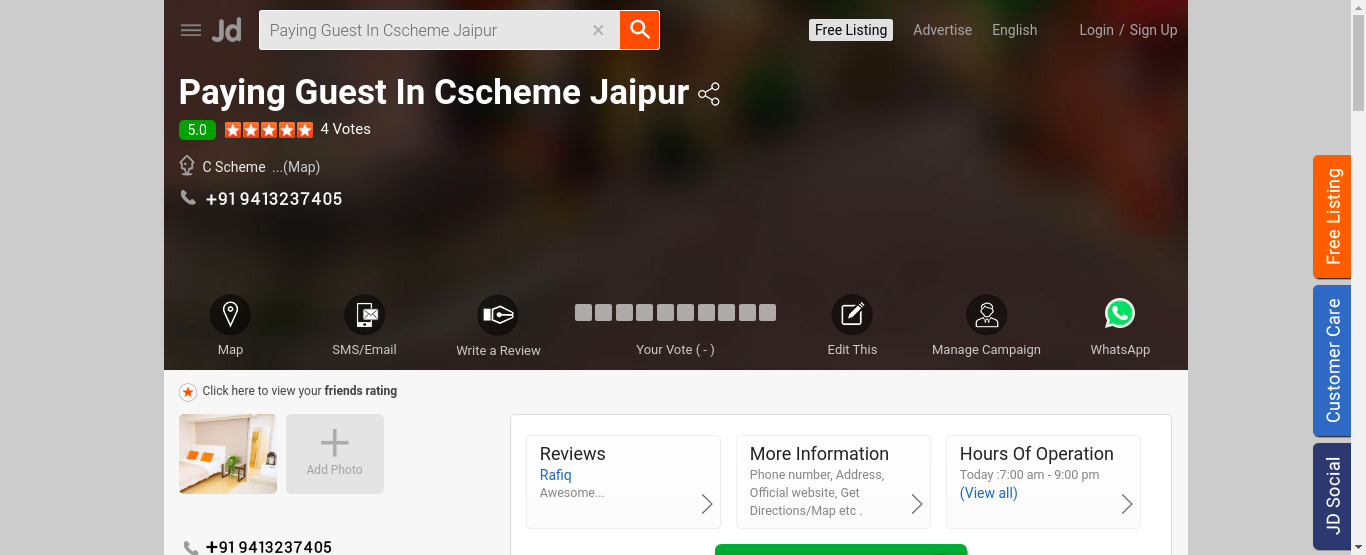 Jd
Paying Guest In Cscheme Jaipur
Free Listing
Advertise
English
Login / Sign Up
Paying Guest In Cscheme Jaipur
5.0
4 Votes
C Scheme ...(Map)
+91 9413237405
Map
SMS/Email
Write a Review
Your Vote ( - )
Edit This
Manage Campaign
WhatsApp
Click here to view your friends rating
Add Photo
+91 9413237405
Reviews
Rafiq
Awesome...
More Information
Phone number, Address,
Official website, Get
Directions/Map etc .
Hours Of Operation
Today :7:00 am - 9:00 pm
(View all)
Free Listing
Customer Care
JD Social